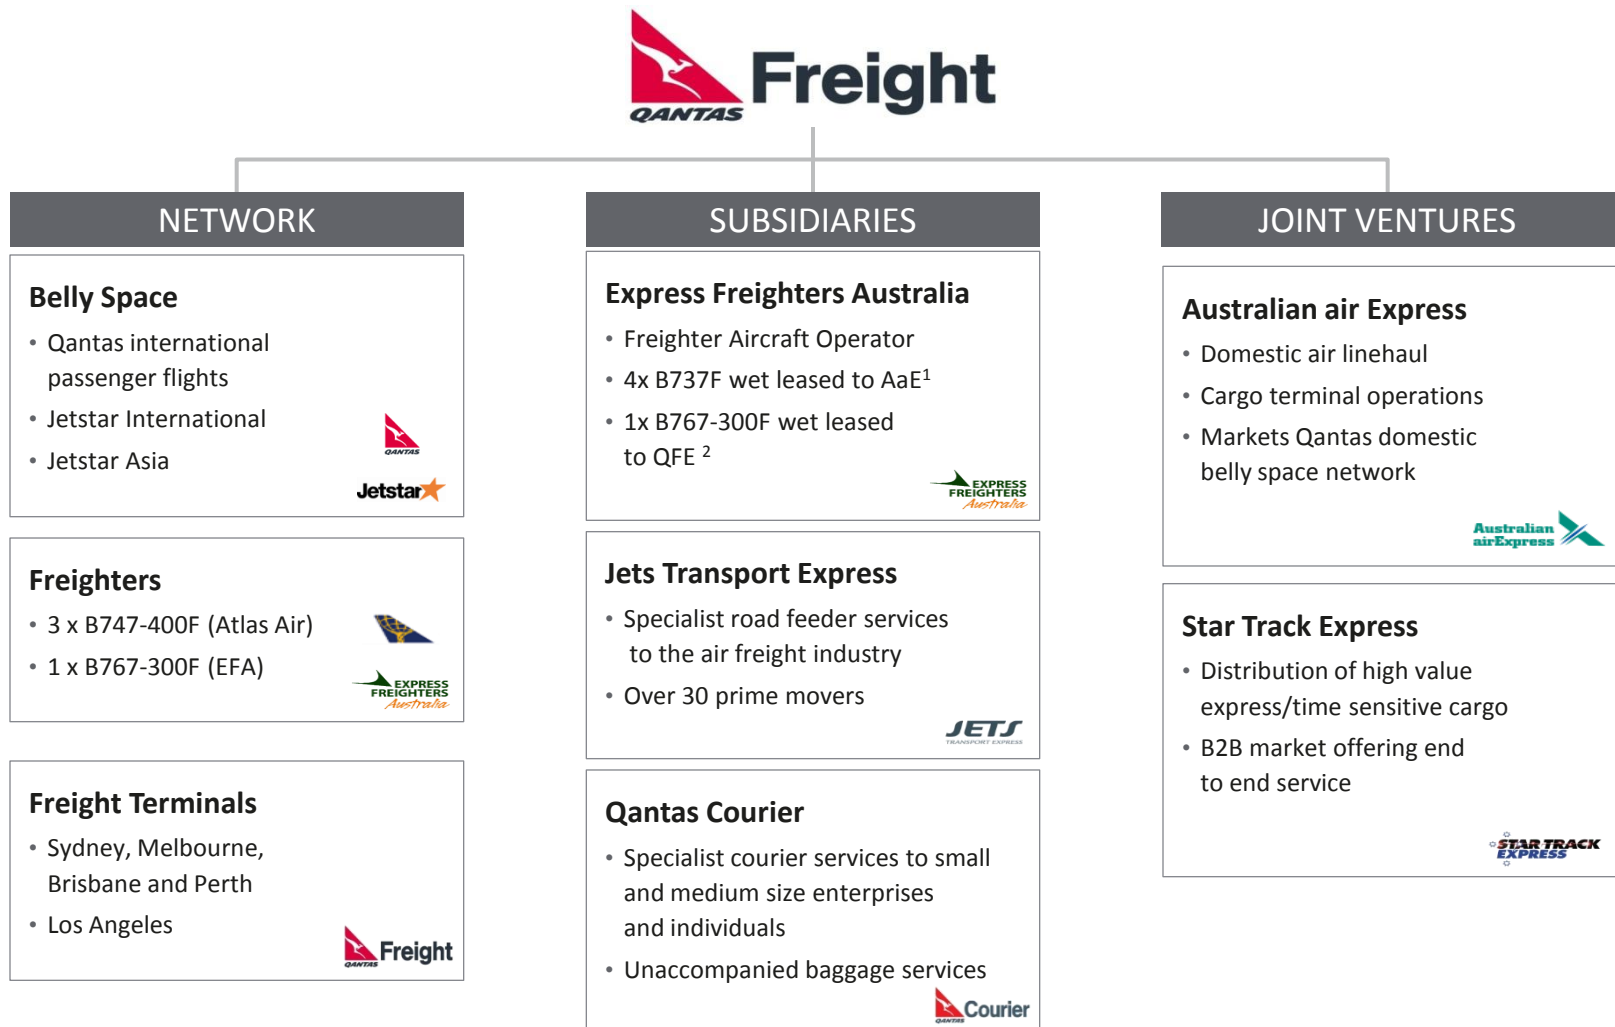 QANTAS
Freight
NETWORK
Belly Space
• Qantas international
passenger flights
• Jetstar International
• Jetstar Asia
QANTAS
Jetstar
Freighters
• 3 x B747-400F (Atlas Air)
• 1 x B767-300F (EFA)
EXPRESS
FREIGHTERS
Australia
Freight Terminals
• Sydney, Melbourne,
Brisbane and Perth
• Los Angeles
QANTAS
Freight
SUBSIDIARIES
Express Freighters Australia
• Freighter Aircraft Operator
• 4x B737F wet leased to AaE1
• 1x B767-300F wet leased
to QFE 2
EXPRESS
FREIGHTERS
Australia
Jets Transport Express
• Specialist road feeder services
to the air freight industry
• Over 30 prime movers
JETS
TRANSPORT EXPRESS
Qantas Courier
• Specialist courier services to small
and medium size enterprises
and individuals
• Unaccompanied baggage services
QANTAS
Courier
JOINT VENTURES
Australian air Express
• Domestic air linehaul
• Cargo terminal operations
• Markets Qantas domestic
belly space network
Australian
airExpress
Star Track Express
• Distribution of high value
express/time sensitive cargo
• B2B market offering end
to end service
STAR TRACK
EXPRESS